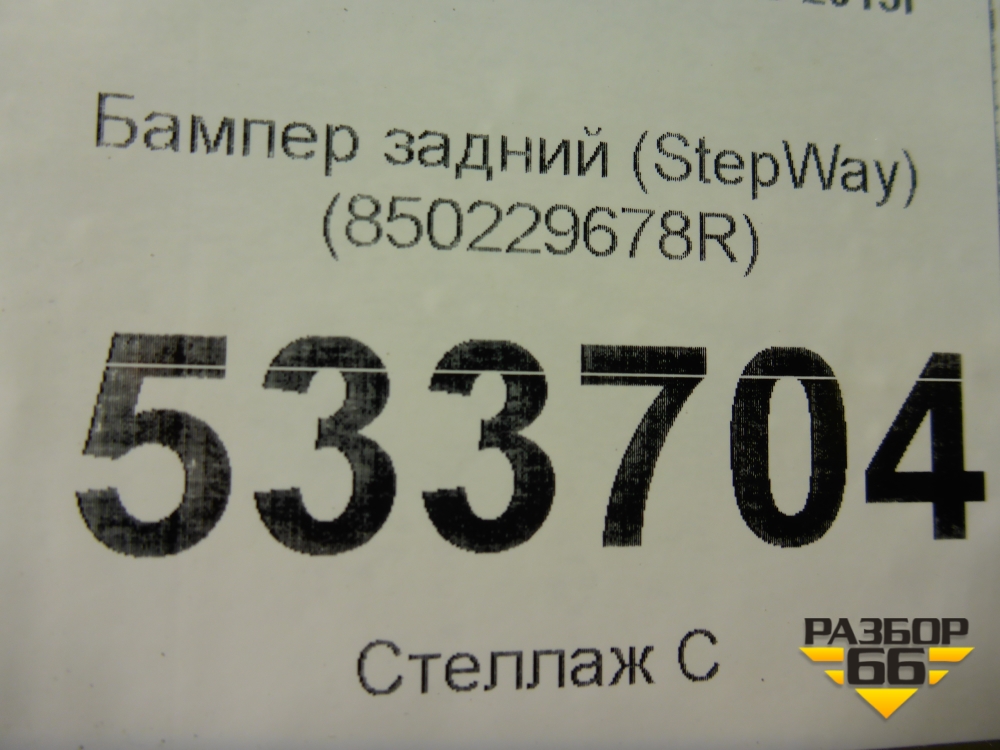 Бампер задний (StepWay)
(850229678R)
533704
Стеллаж С
РАЗБОР
66